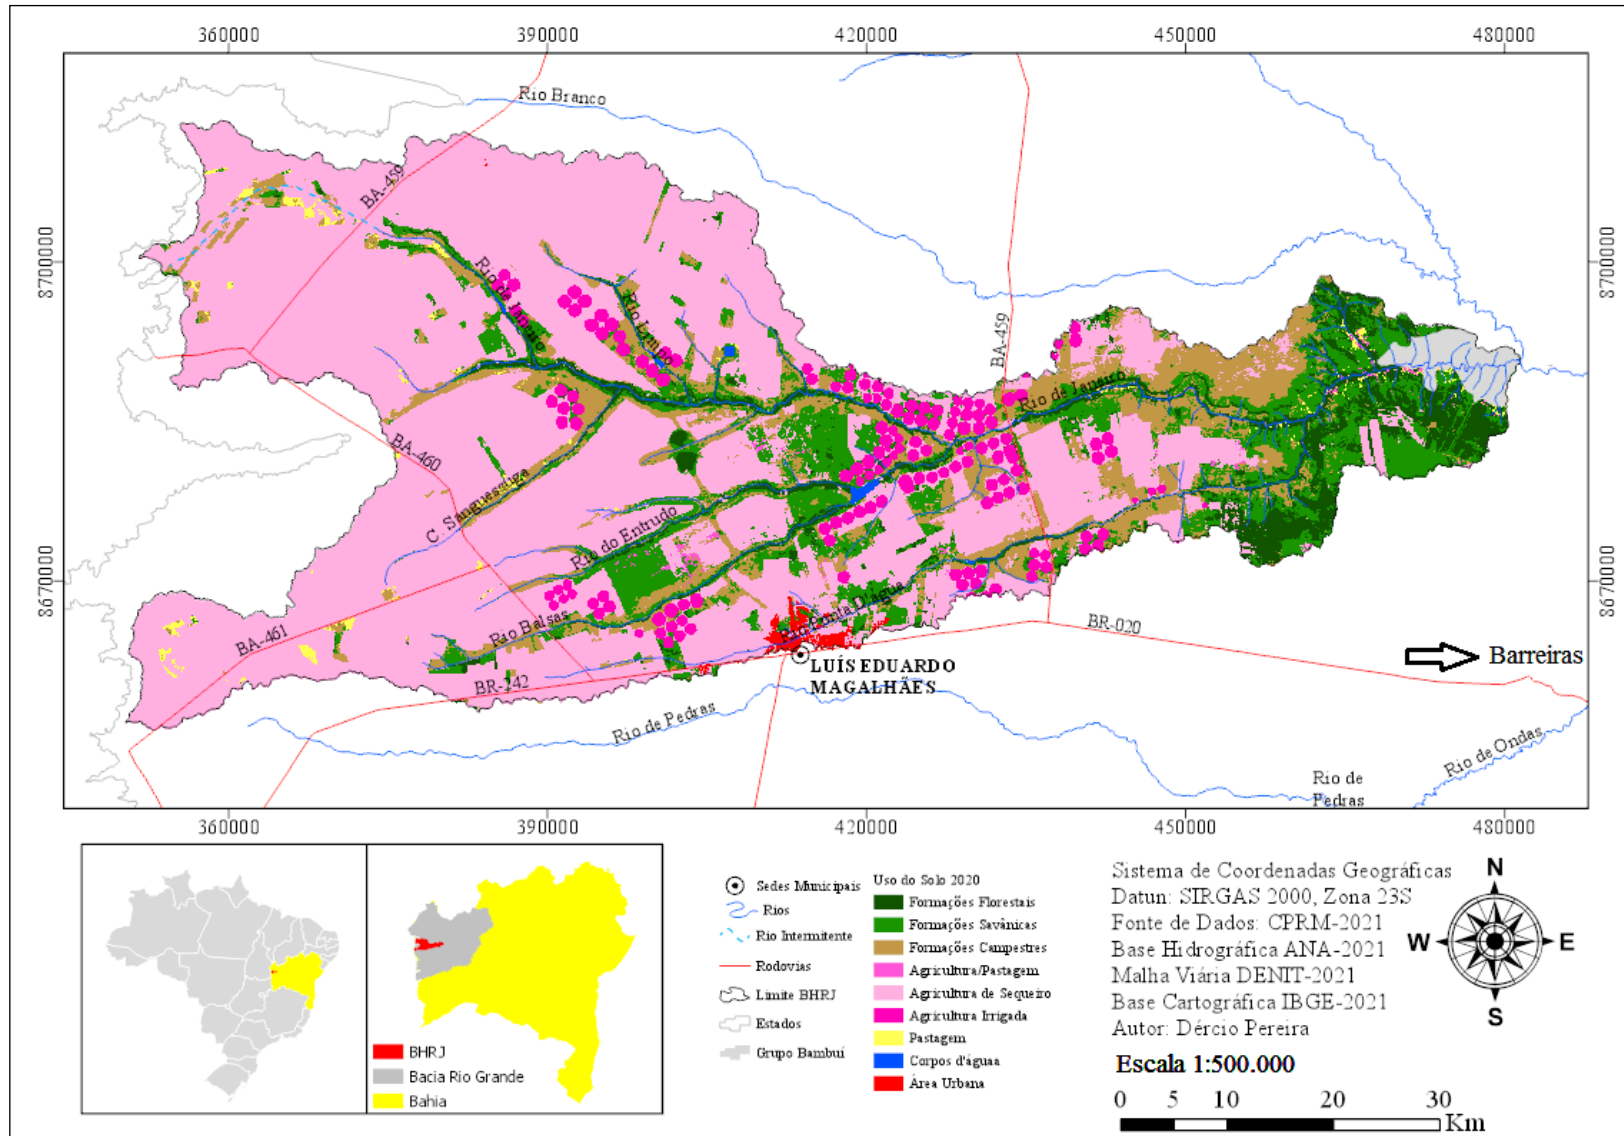 360000
390000
420000
450000
480000
Rio Branco
BA-459
8700000
8700000
Rio de Janeiro
BA-459
Rio de Janeiro
BA-460
C. Sanguessuga
Rio do Entrudo
8670000
8670000
Rio Balsas
Rio Ponta D'agua
BA-461
BR-020
Barreiras
LUÍS EDUARDO
MAGALHÃES
BR-242
Rio de Pedras
Rio de Ondas
Rio de
Pedras
360000
390000
420000
450000
480000
BHRJ
Bacia Rio Grande
Bahia
Sedes Municipais
Rios
Rio Intermitente
Rodovias
Limite BHRJ
Estados
Grupo Bambuí
Uso do Solo 2020
Formações Florestais
Formações Savânicas
Formações Campestres
Agricultura/Pastagem
Agricultura de Sequeiro
Agricultura Irrigada
Pastagem
Corpos d'águaa
Área Urbana
Sistema de Coordenadas Geográficas
Datun: SIRGAS 2000, Zona 23S
Fonte de Dados: CPRM-2021
Base Hidrográfica ANA-2021
Malha Viária DENIT-2021
Base Cartográfica IBGE-2021
Autor: Dércio Pereira
Escala 1:500.000
0 5 10 20 30
Km
N
W
E
S